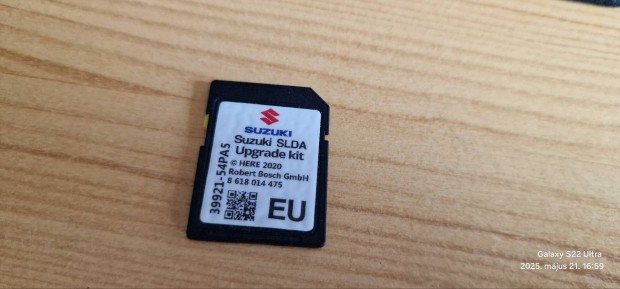 SUZUKI
Suzuki SLDA
Upgrade kit
© HERE 2020
Robert Bosch GmbH
8 618 014 475
39921-54PA5
EU
Galaxy S22 Ultra
2025. május 21. 16:59